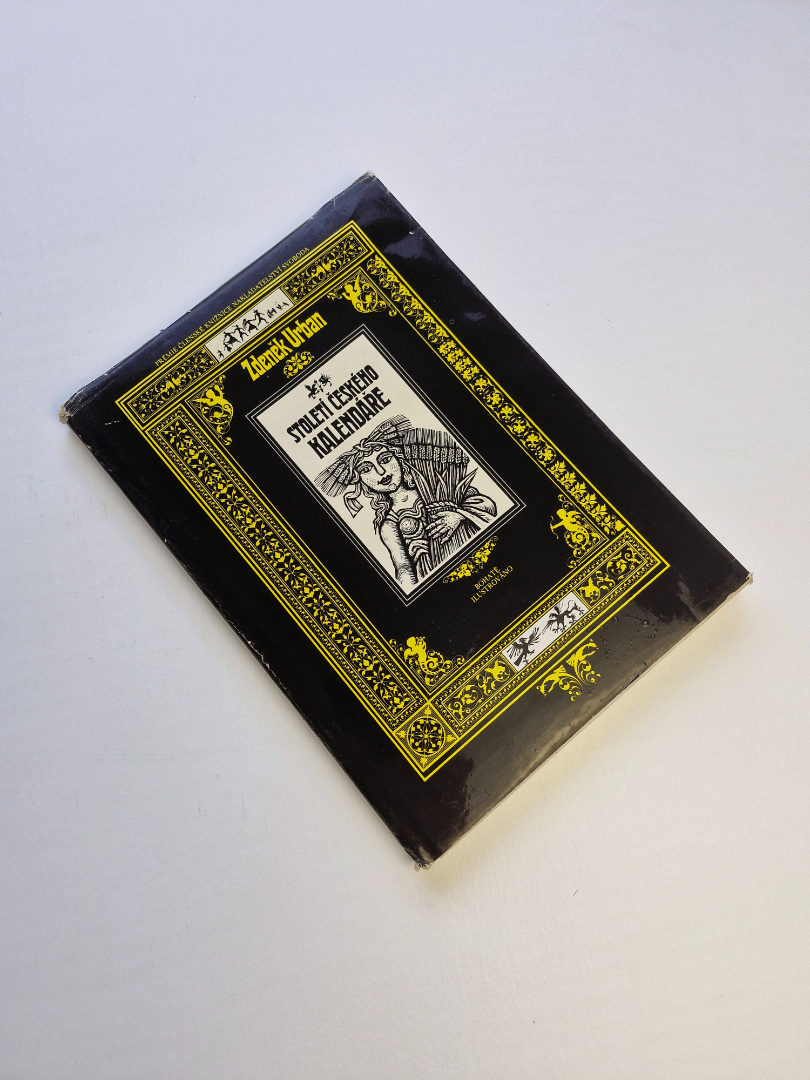 PRÉMIE ČLENSKÉ KNIŽNICE NAKLADATELSTVÍ SVOBODA
Zdeněk Urban
STOLETÍ ČESKÉHO
KALENDÁŘE
BOHATĚ
ILUSTROVÁNO